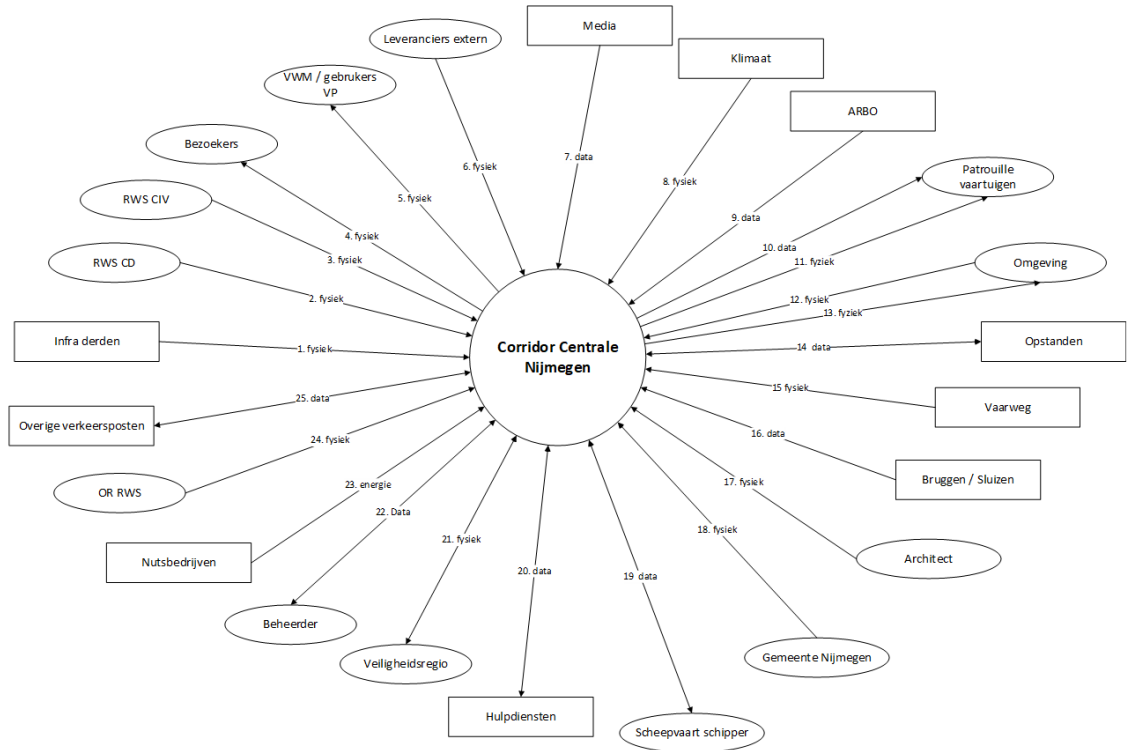 Media
Leveranciers extern
Klimaat
VWM / gebrukers
VP
ARBO
Bezoekers
Patrouille
vaartuigen
6. fysiek
7. data
8. fysiek
5. fysiek
RWS CIV
9. data
4. fysiek
10. data
3. fysiek
11. fyziek
RWS CD
Omgeving
2. fysiek
12. fysiek
13. fyziek
Infra derden
1. fysiek
Corridor Centrale
Nijmegen
14 data
Opstanden
15 fysiek
25. data
Vaarweg
Overige verkeersposten
24. fysiek
16. data
Bruggen / Sluizen
OR RWS
23. energie
17. fysiek
22. Data
18. fysiek
21. fysiek
Nutsbedrijven
Architect
20. data
19 data
Beheerder
Veiligheidsregio
Gemeente Nijmegen
Hulpdiensten
Scheepvaart schipper